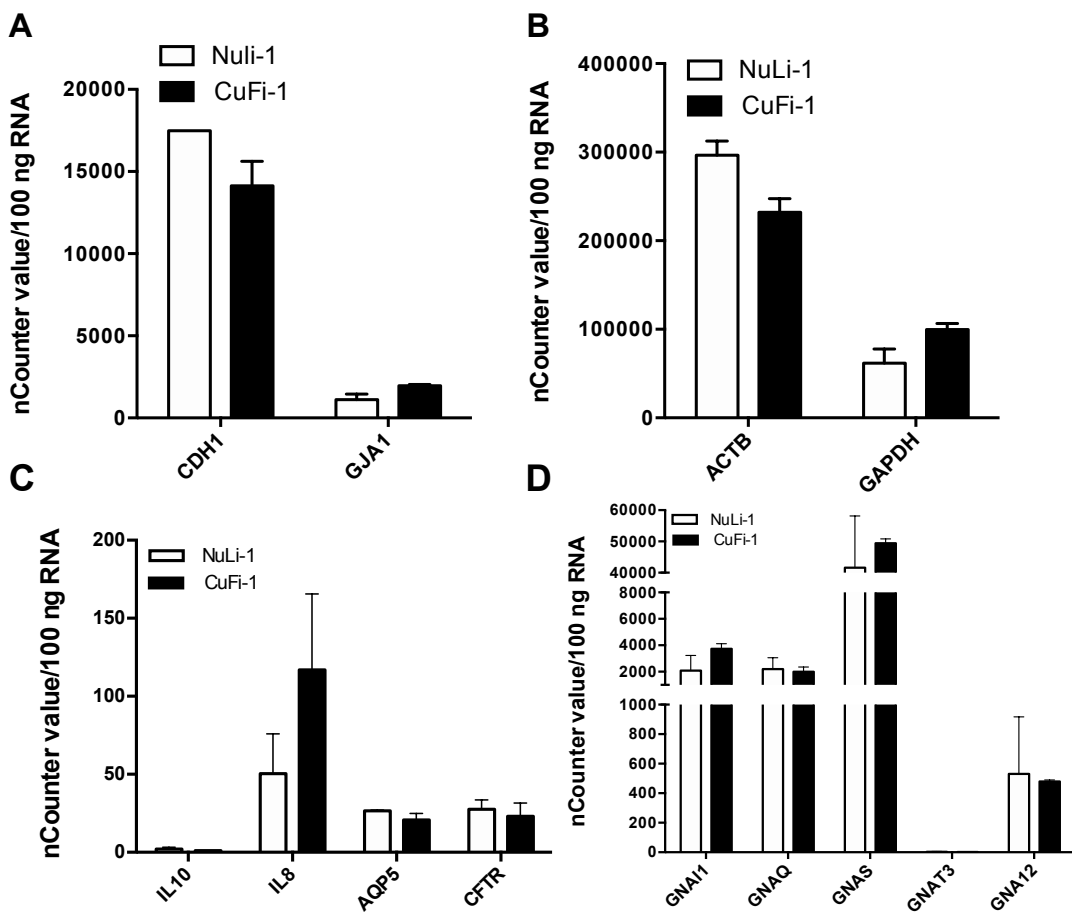 A
Nuli-1
CuFi-1
nCounter value/100 ng RNA
20000
15000
10000
5000
0
CDH1
GJA1
B
NuLi-1
CuFi-1
nCounter value/100 ng RNA
400000
300000
200000
100000
0
ACTB
GAPDH
C
NuLi-1
CuFi-1
nCounter value/100 ng RNA
200
150
100
50
0
IL10
IL8
AQP5
CFTR
D
NuLi-1
CuFi-1
nCounter value/100 ng RNA
60000
50000
40000
8000
6000
4000
2000
1000
800
600
400
200
0
GNAI1
GNAQ
GNAS
GNAT3
GNA12